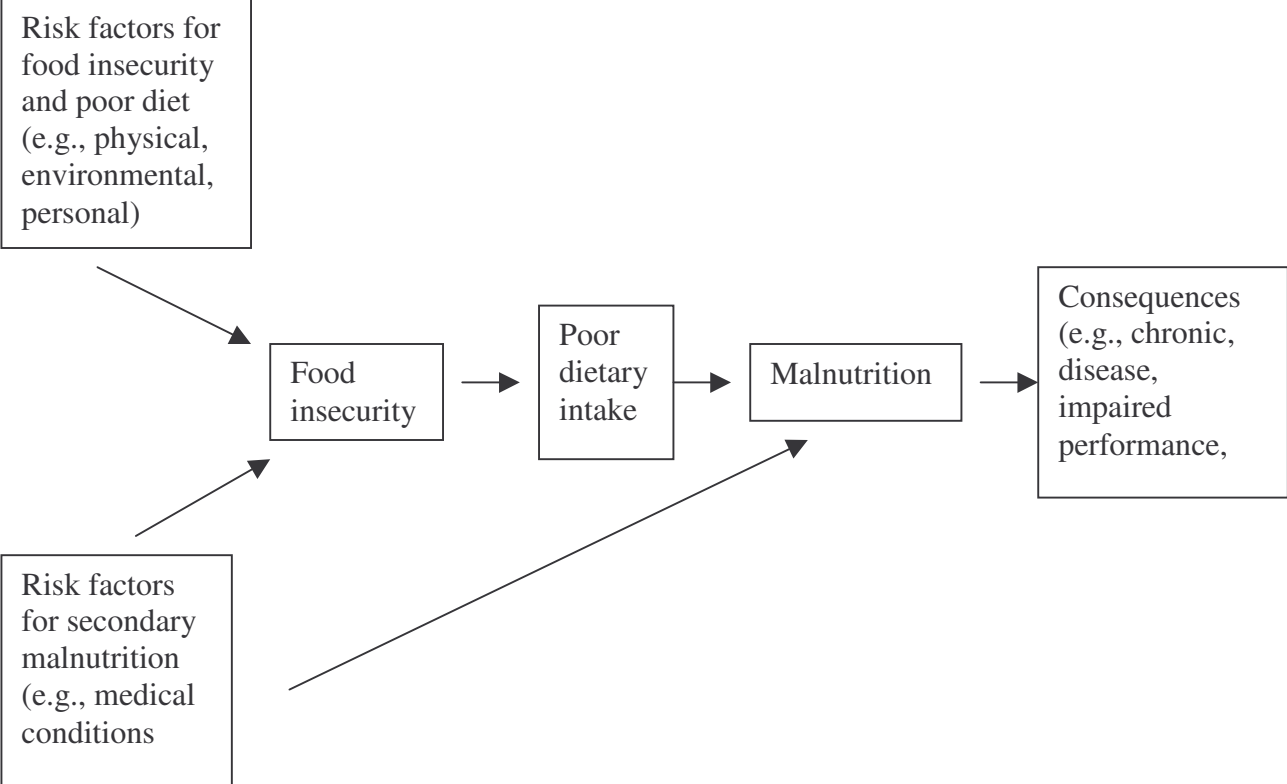 Risk factors for
food insecurity
and poor diet
(e.g., physical,
environmental,
personal)
Food
insecurity
Poor
dietary
intake
Malnutrition
Consequences
(e.g., chronic,
disease,
impaired
performance,
Risk factors
for secondary
malnutrition
(e.g., medical
conditions